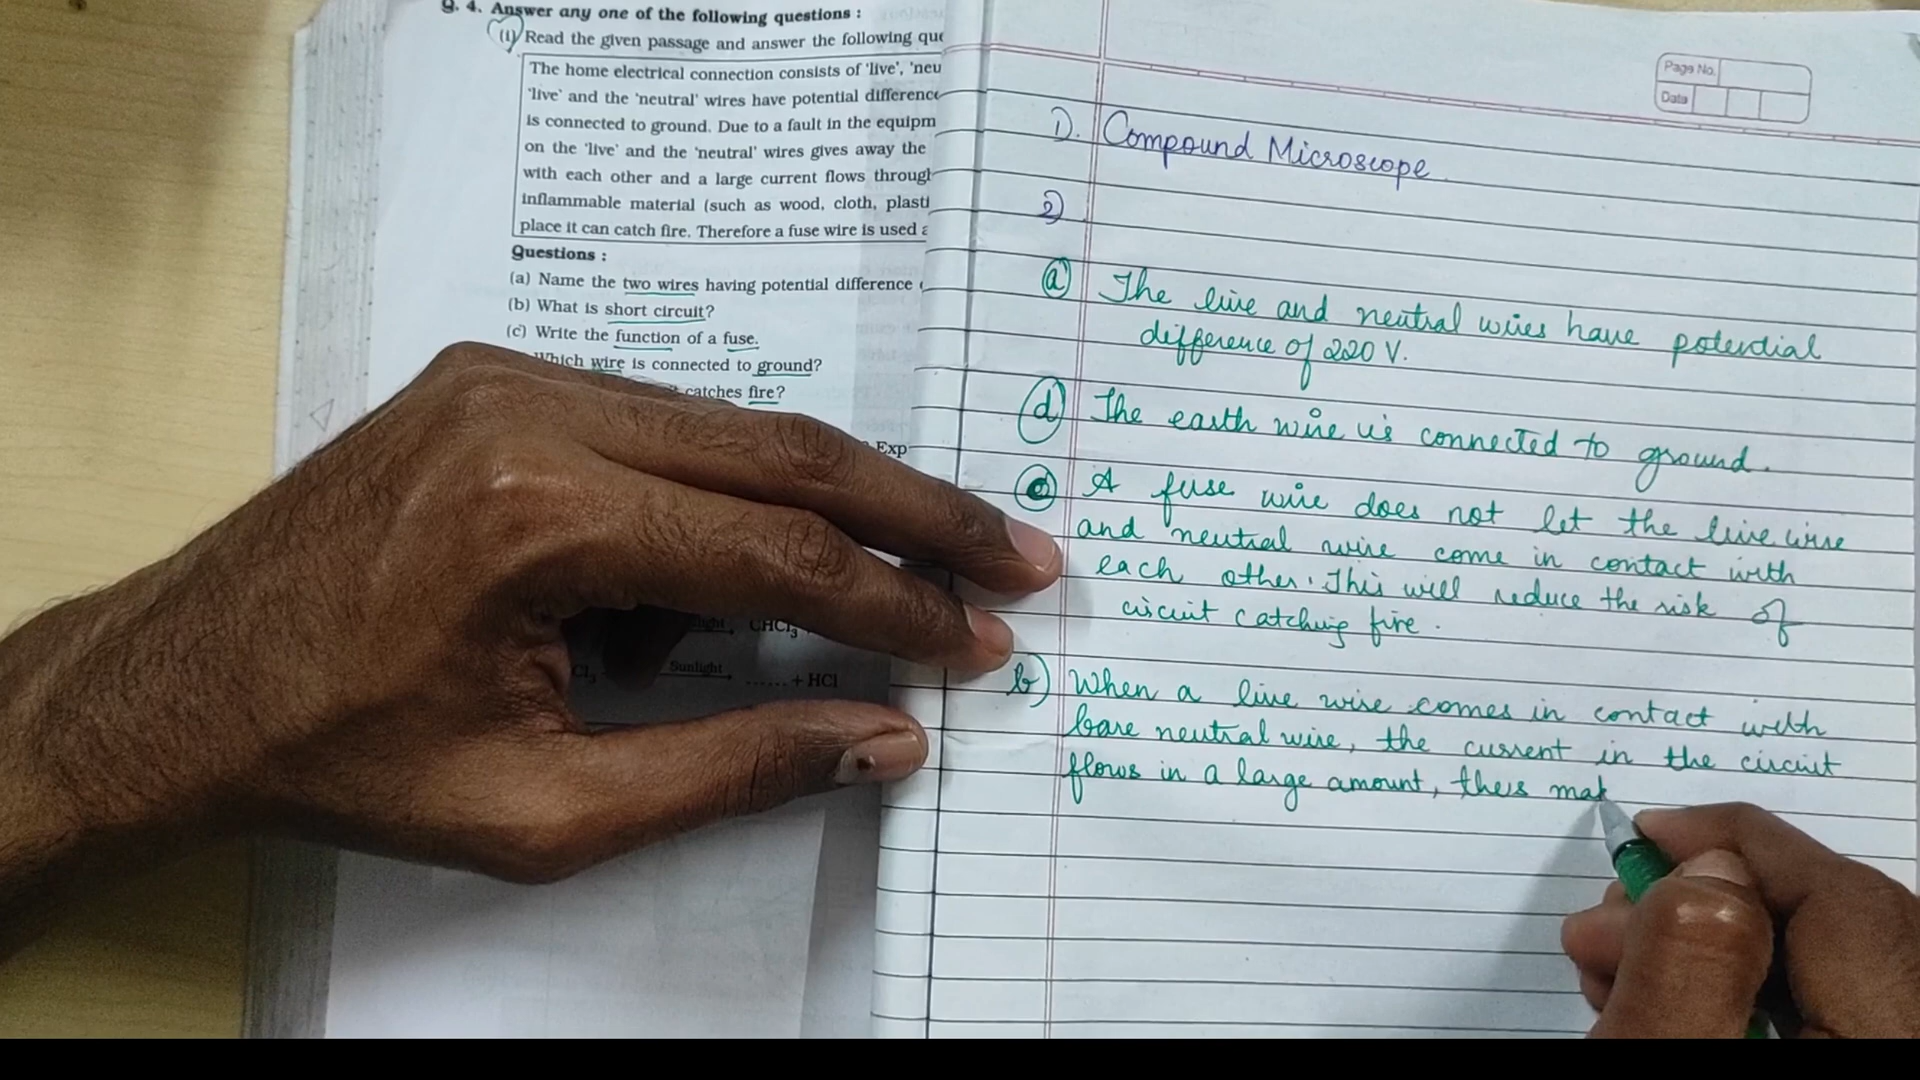 Q. 4. Answer any one of the following questions :
(i) Read the given passage and answer the following
The home electrical connection consists of 'live',
'live' and the 'neutral' wires have potential difference
is connected to ground. Due to a fault in the
on the 'live' and the 'neutral' wires gives away the
with each other and a large current flows
inflammable material (such as wood, cloth,
place it can catch fire. Therefore a fuse wire is used
Questions :
(a) Name the two wires having potential difference
(b) What is short circuit?
(c) Write the function of a fuse.
Which wire is connected to ground?
catches fire?
Exp
CHCl3
Sunlight
...... + HCl
Page No.
Date
1). Compound Microscope
2)
(a) The live and neutral wires have potential
difference of 220 V.
(d) The earth wire is connected to ground.
(c) A fuse wire does not let the live wire
and neutral wire come in contact with
each other. This will reduce the risk of
circuit catching fire.
b) When a live wire comes in contact with
bare neutral wire, the current in the circuit
flows in a large amount, this mak